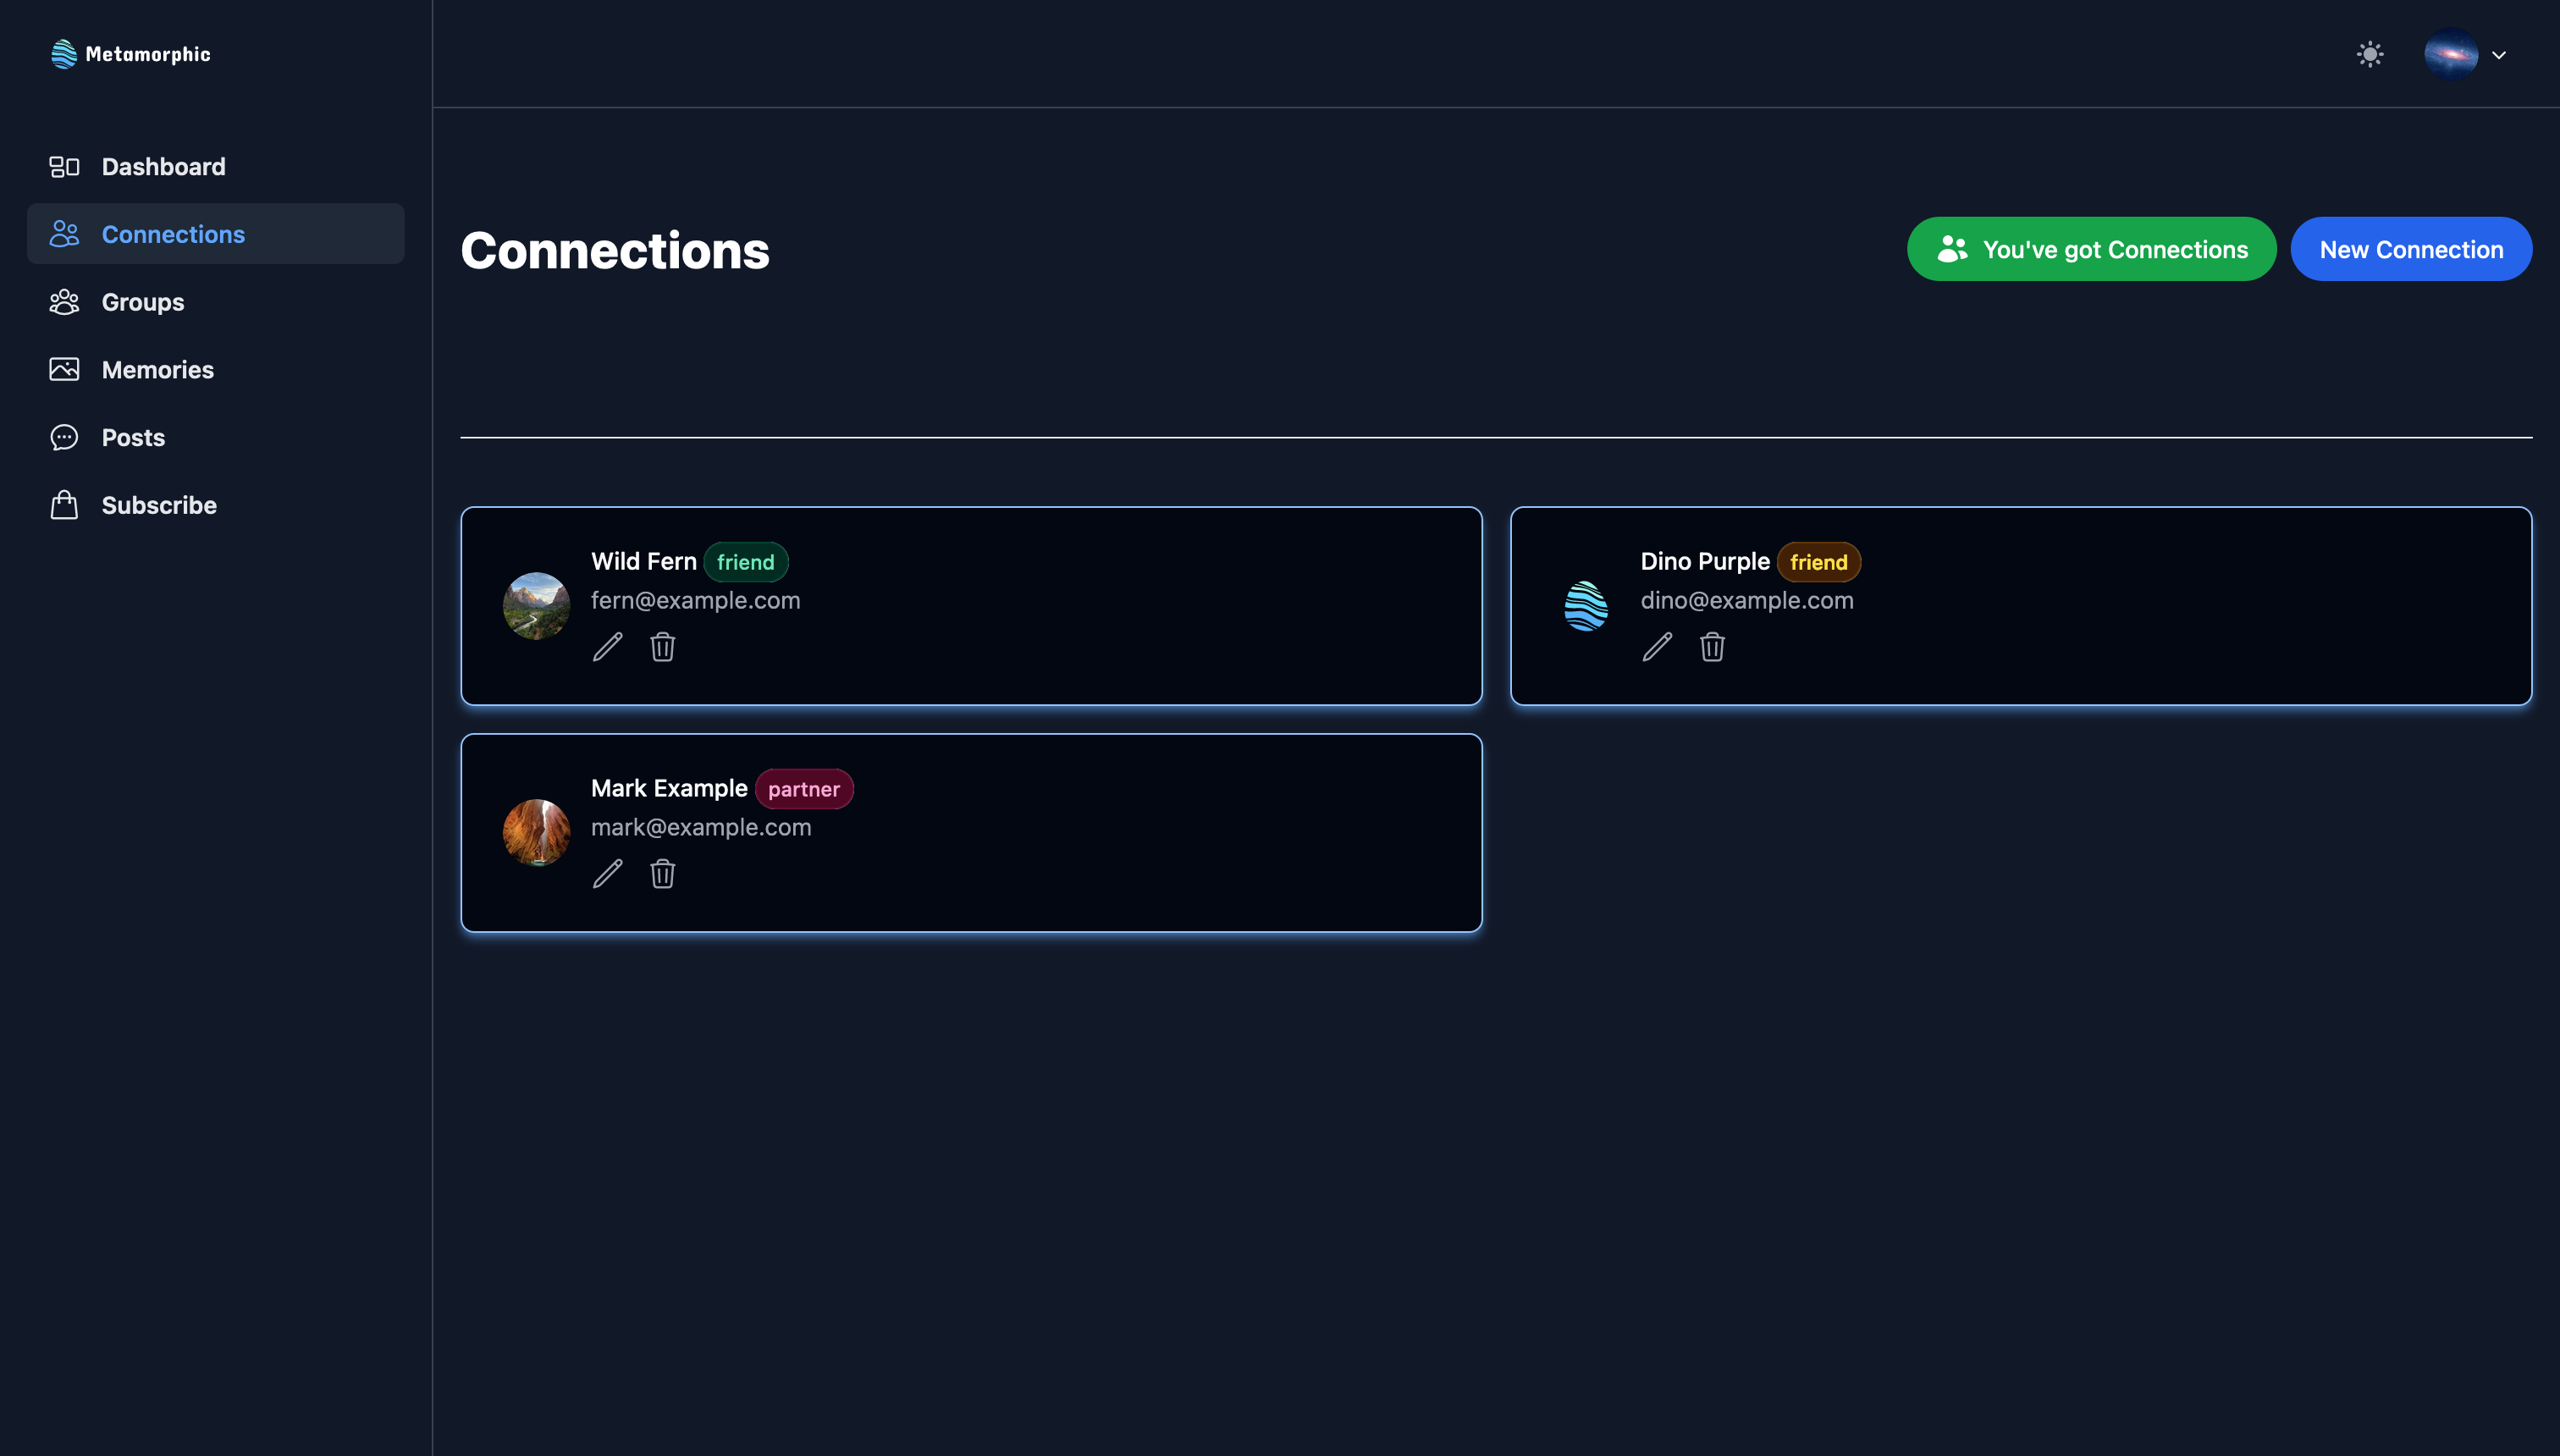 Metamorphic
Dashboard
Connections
Groups
Memories
Posts
Subscribe
Connections
You've got Connections
New Connection
Wild Fern friend
fern@example.com
Dino Purple friend
dino@example.com
Mark Example partner
mark@example.com